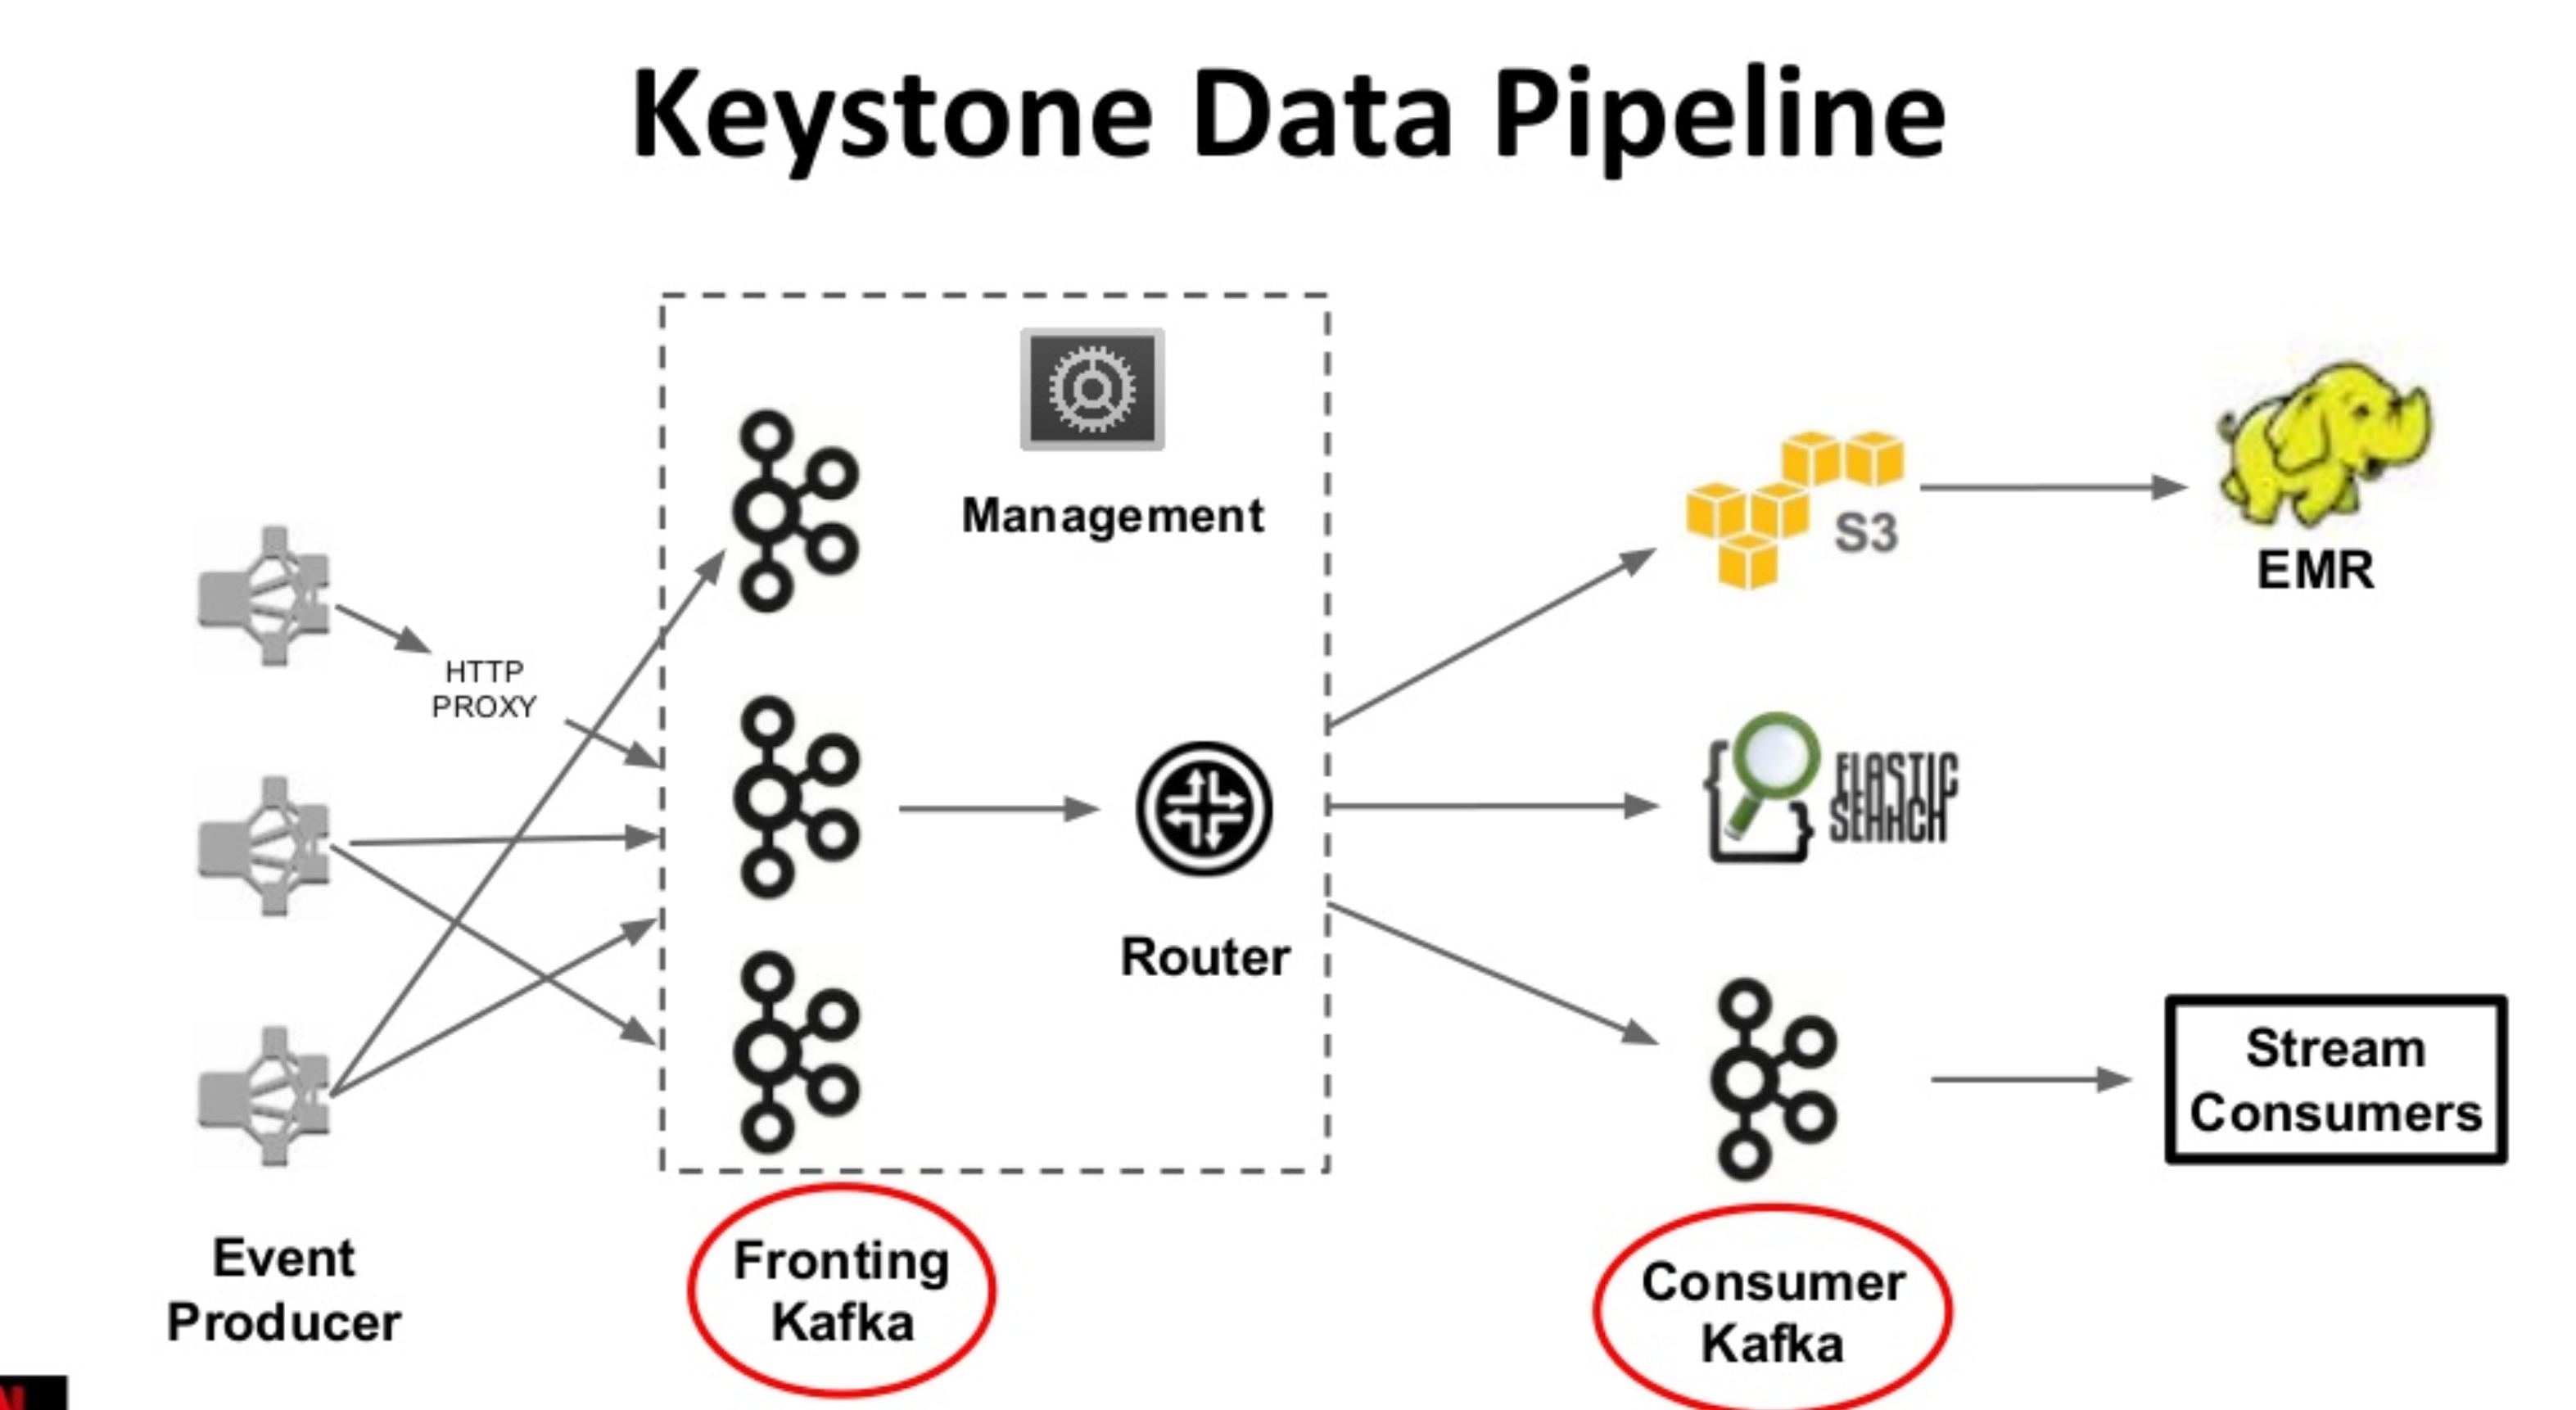 Keystone Data Pipeline
Management
HTTP
PROXY
S3
EMR
ELASTIC
SEARCH
Router
Stream
Consumers
Event
Producer
Fronting
Kafka
Consumer
Kafka
N